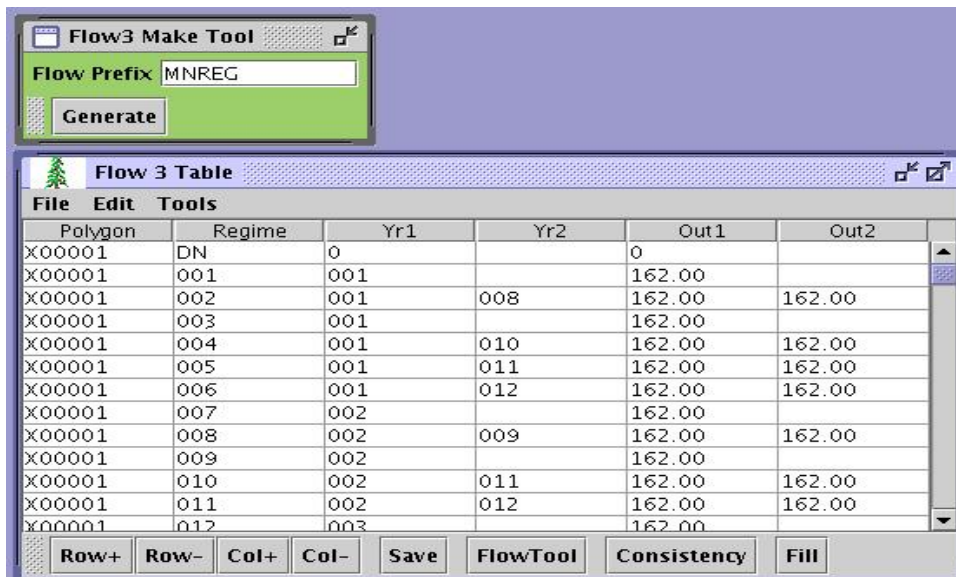 Flow3 Make Tool
Flow Prefix MNREG
Generate
Flow 3 Table
File Edit Tools
Polygon Regime Yr1 Yr2 Out1 Out2
X00001 DN 0 0
X00001 001 001 162.00
X00001 002 001 008 162.00 162.00
X00001 003 001 162.00
X00001 004 001 010 162.00 162.00
X00001 005 001 011 162.00 162.00
X00001 006 001 012 162.00 162.00
X00001 007 002 162.00
X00001 008 002 009 162.00 162.00
X00001 009 002 162.00
X00001 010 002 011 162.00 162.00
X00001 011 002 012 162.00 162.00
X00001 012 003 162.00
Row+ Row- Col+ Col- Save FlowTool Consistency Fill